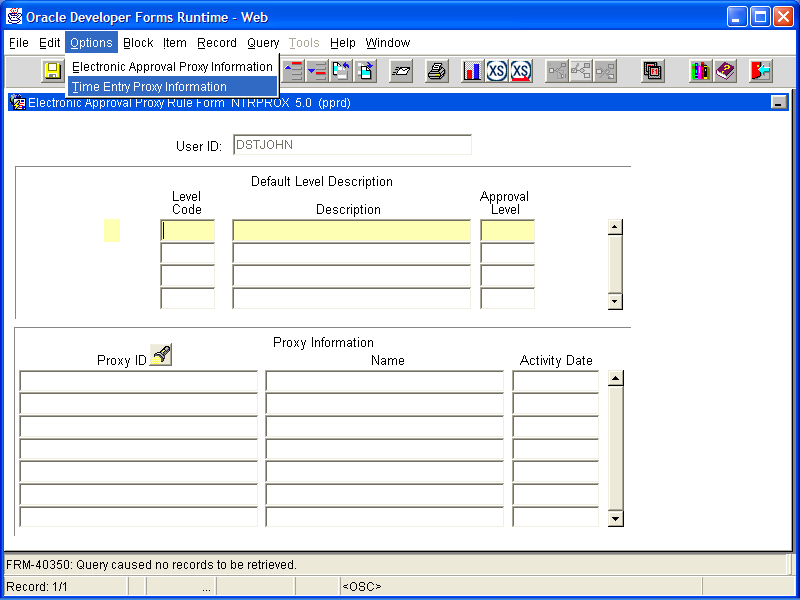 Oracle Developer Forms Runtime - Web
File Edit Options Block Item Record Query Tools Help Window
Electronic Approval Proxy Information
Time Entry Proxy Information
XS XS
Electronic Approval Proxy Rule Form NTRPROX 5.0 (pprd)
User ID: DSTJOHN
Default Level Description
Level Code
Description
Approval Level
Proxy Information
Proxy ID
Name
Activity Date
FRM-40350: Query caused no records to be retrieved.
Record: 1/1 ... <OSC>